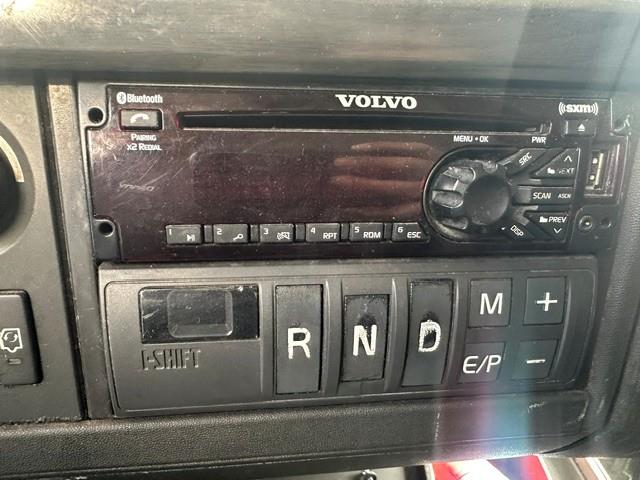 Bluetooth
VOLVO
((sxm))
PAIRING
X2 REDIAL
MENU • OK
PWR
SRC
NEXT
SCAN
ASCN
PREV
DISP
1
2
3
4 RPT
5 RDM
6 ESC
I-SHIFT
R
N
D
M
+
E/P
-